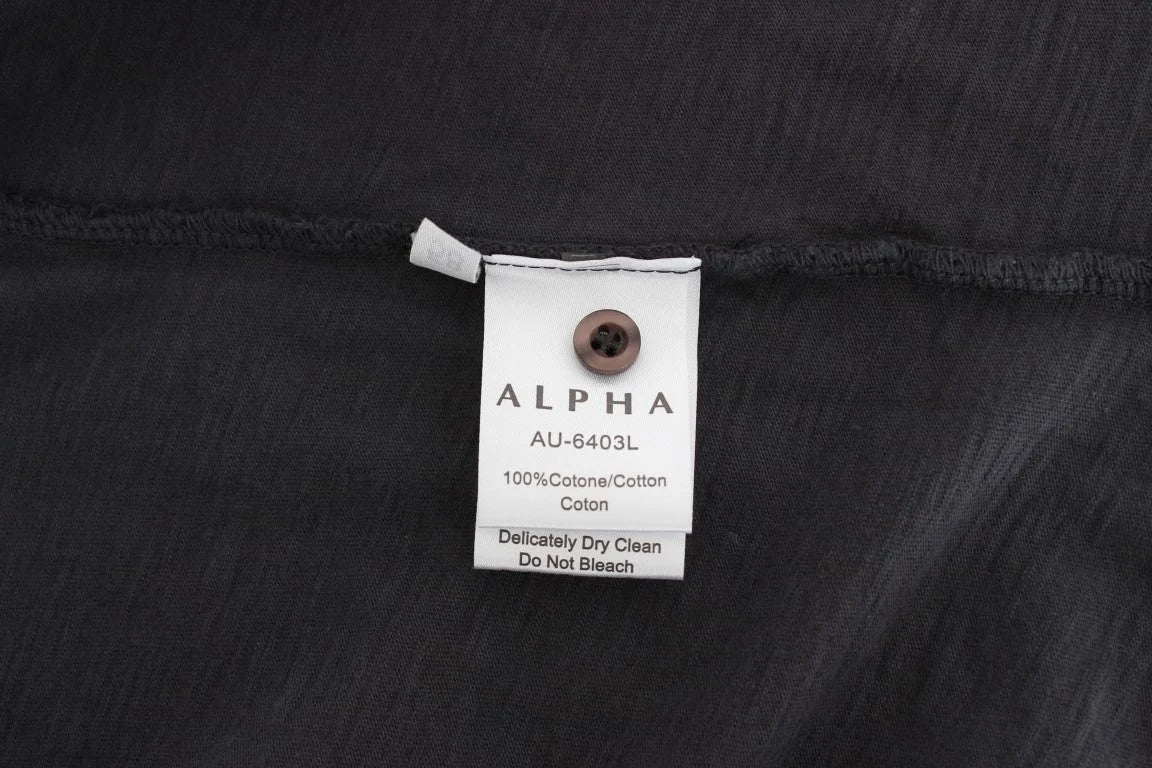 ALPHA
AU-6403L
100%Cotone/Cotton
Coton
Delicately Dry Clean
Do Not Bleach